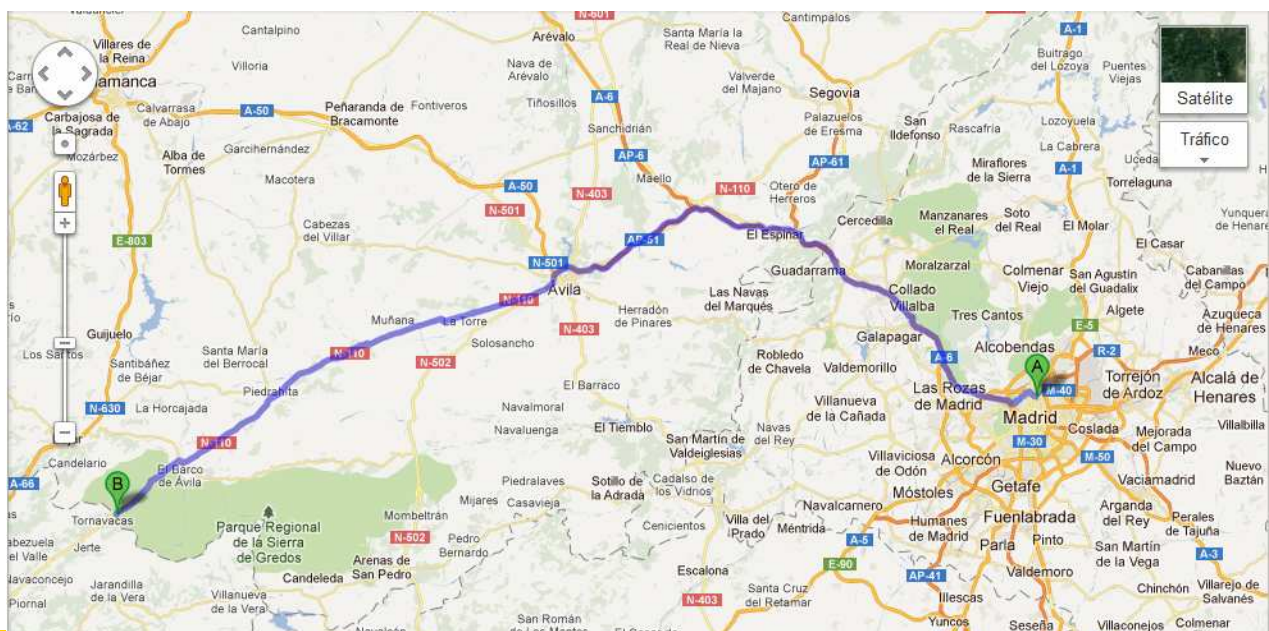 N-601
Cantimpalos
Cantalpino
Arévalo
Santa María la
Real de Nieva
A-1
Buitrago
del Lozoya
Puentes
Viejas
Villares de
la Reina
Villoria
Nava de
Arévalo
Valverde
del Majano
Segovia
Satélite
Calvarrasa
de Abajo
A-50
Peñaranda de
Bracamonte
Fontiveros
Tiñosillos
A-6
Palazuelos
de Eresma
San
Ildefonso
Rascafría
Lozoyuela
Carbajosa de
la Sagrada
Sanchidrián
La Cabrera
Tráfico
Mozárbez
Alba de
Tormes
Garcihernández
AP-6
AP-61
Miraflores
de la Sierra
A-1
Torrelaguna
Macotera
A-50
N-403
Maello
N-110
Otero de
Herreros
N-501
Cercedilla
Manzanares
el Real
Soto
del Real
El Molar
Cabezas
del Villar
E-803
AP-51
El Espinar
El Casar
N-501
Ávila
Guadarrama
Moralzarzal
Colmenar
Viejo
San Agustín
del Guadalix
Cabanillas
del Campo
N-110
Las Navas
del Marqués
Collado
Villalba
Herradón
de Pinares
Tres Cantos
Algete
Azuqueca
de Henares
Muñana
La Torre
Guijuelo
N-403
E-5
Solosancho
Galapagar
Alcobendas
R-2
Meco
Los Santos
Santibáñez
de Béjar
Santa María
del Berrocal
N-110
N-502
Robledo
de Chavela
Valdemorillo
A-6
A
Piedrahita
El Barraco
Las Rozas
de Madrid
M-40
Torrejón
de Ardoz
Alcalá de
Henares
N-630
La Horcajada
Navalmoral
Villanueva
de la Cañada
Madrid
Coslada
Mejorada
del Campo
Villalbilla
N-110
Navaluenga
El Tiemblo
San Martín de
Valdeiglesias
Navas
del Rey
M-30
M-50
Candelario
El Barco
de Ávila
Villaviciosa
de Odón
Alcorcón
Nuevo
Baztán
A-66
B
Piedralaves
Sotillo de
la Adrada
Cadalso de
los Vidrios
Móstoles
Getafe
Vaciamadrid
Mijares
Casavieja
Navalcarnero
Arganda
del Rey
Tornavacas
Parque Regional
de la Sierra
de Gredos
Mombeltrán
Cenicientos
Villa del
Prado
Méntrida
Humanes
de Madrid
Fuenlabrada
Perales
de Tajuña
Jerte
N-502
Pedro
Bernardo
A-5
Parla
Pinto
San Martín
de la Vega
A-3
Arenas de
San Pedro
E-90
AP-41
Valdemoro
Jarandilla
de la Vera
Candeleda
Escalona
Chinchón
Villarejo de
Salvanés
Piornal
Villanueva
de la Vera
N-403
Santa Cruz
del Retamar
Illescas
San Román
Yuncos
Seseña
Villaconejos
Colmenar